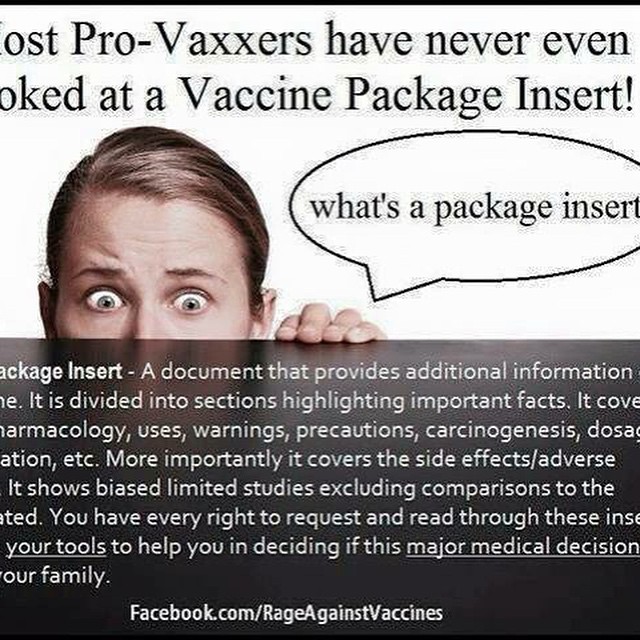 ost Pro-Vaxxers have never even
oked at a Vaccine Package Insert!
what's a package insert
ackage Insert - A document that provides additional information
ne. It is divided into sections highlighting important facts. It cove
harmacology, uses, warnings, precautions, carcinogenesis, dosag
ation, etc. More importantly it covers the side effects/adverse
. It shows biased limited studies excluding comparisons to the
ated. You have every right to request and read through these inse
your tools to help you in deciding if this major medical decision
our family.
Facebook.com/RageAgainstVaccines